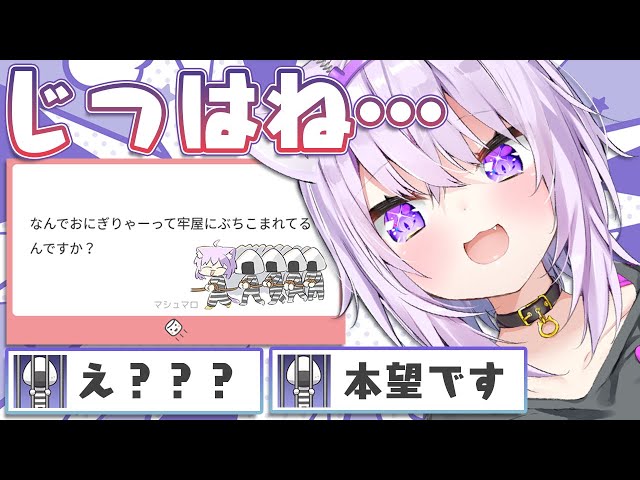 じつはね…
なんでおにぎりゃーって牢屋にぶちこまれてる
んですか？
マシュマロ
え？？？
本望です